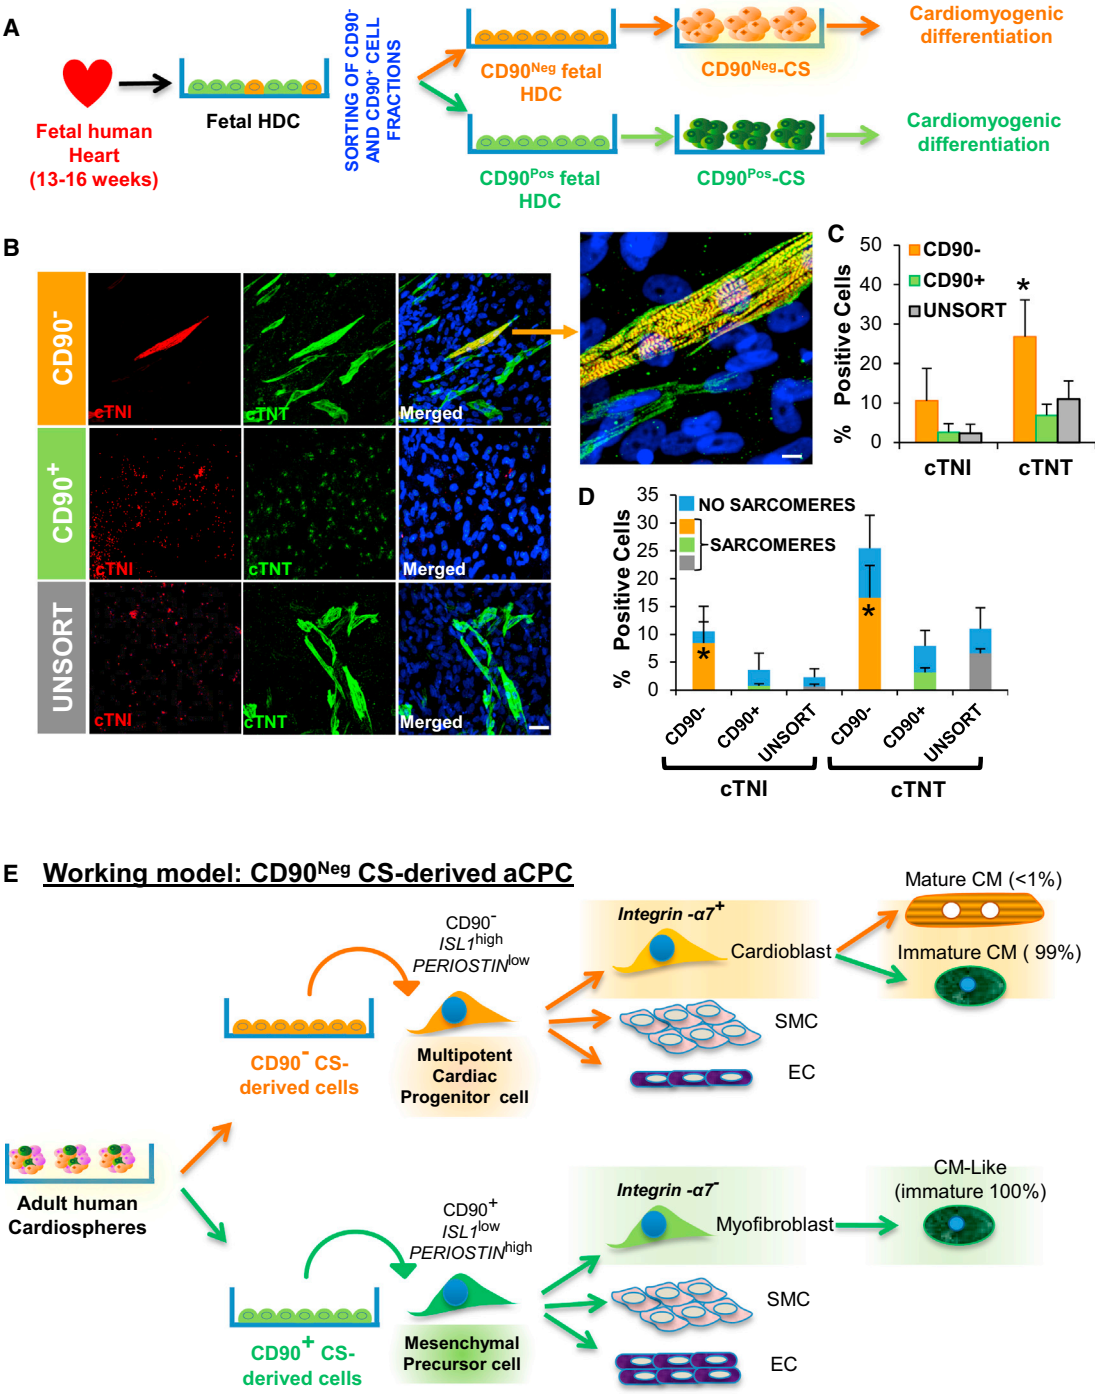 A
Fetal human
Heart
(13-16 weeks)
Fetal HDC
SORTING OF CD90-
AND CD90+ CELL
FRACTIONS
CD90Neg fetal
HDC
CD90Neg-CS
Cardiomyogenic
differentiation
CD90Pos fetal
HDC
CD90Pos-CS
Cardiomyogenic
differentiation
B
CD90-
cTNI
cTNT
Merged
CD90+
cTNI
cTNT
Merged
UNSORT
cTNI
cTNT
Merged
C
% Positive Cells
50
40
30
20
10
0
CD90-
CD90+
UNSORT
*
cTNI
cTNT
D
% Positive Cells
35
30
25
20
15
10
5
0
NO SARCOMERES
SARCOMERES
*
*
CD90-
CD90+
UNSORT
CD90-
CD90+
UNSORT
cTNI
cTNT
E
Working model: CD90Neg CS-derived aCPC
Adult human
Cardiospheres
CD90- CS-
derived cells
CD90-
ISL1high
PERIOSTINlow
Multipotent
Cardiac
Progenitor cell
Integrin -α7+
Cardioblast
SMC
EC
Mature CM (<1%)
Immature CM ( 99%)
CD90+ CS-
derived cells
CD90+
ISL1low
PERIOSTINhigh
Mesenchymal
Precursor cell
Integrin -α7-
Myofibroblast
SMC
EC
CM-Like
(immature 100%)